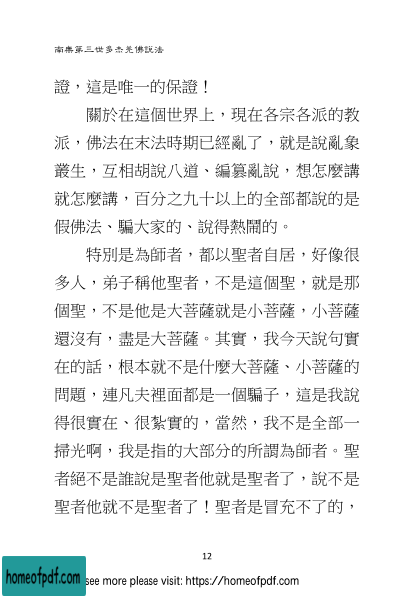 南無第三世多杰羌佛說法
證，這是唯一的保證！
關於在這個世界上，現在各宗各派的教
派，佛法在末法時期已經亂了，就是說亂象
叢生，互相胡說八道、編篡亂說，想怎麼講
就怎麼講，百分之九十以上的全部都說的是
假佛法、騙大家的、說得熱鬧的。
特別是為師者，都以聖者自居，好像很
多人，弟子稱他聖者，不是這個聖，就是那
個聖，不是他是大菩薩就是小菩薩，小菩薩
還沒有，盡是大菩薩。其實，我今天說句實
在的話，根本就不是什麼大菩薩、小菩薩的
問題，連凡夫裡面都是一個騙子，這是我說
得很實在、很紮實的，當然，我不是全部一
掃光啊，我是指的大部分的所謂為師者。聖
者絕不是誰說是聖者他就是聖者了，說不是
聖者他就不是聖者了！聖者是冒充不了的，
12
homeofpdf.com
see more please visit: https://homeofpdf.com